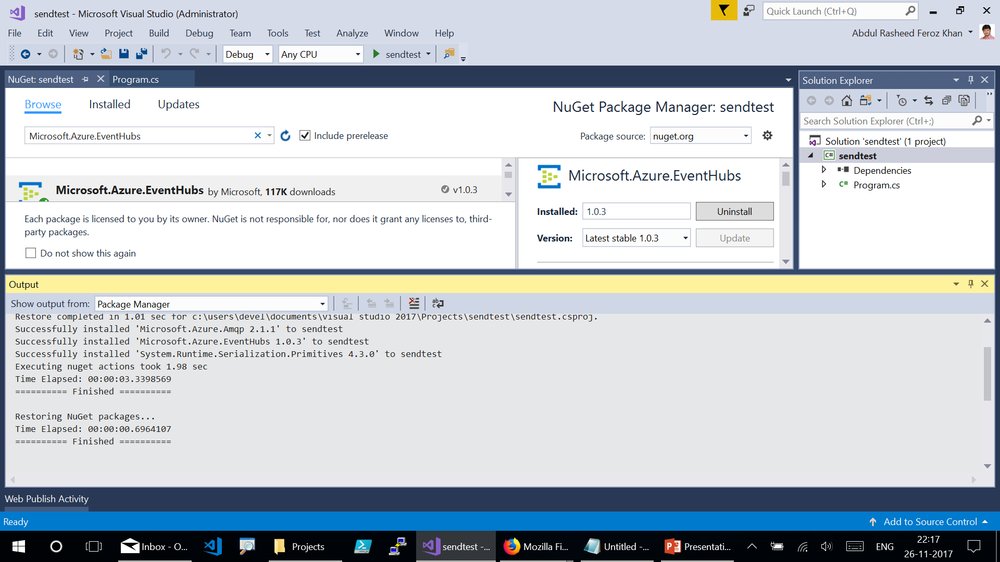 sendtest - Microsoft Visual Studio (Administrator)
Quick Launch (Ctrl+Q)
File Edit View Project Build Debug Team Tools Test Analyze Window Help
Abdul Rasheed Feroz Khan
Debug Any CPU sendtest
NuGet: sendtest Program.cs
Solution Explorer
Browse Installed Updates
NuGet Package Manager: sendtest
Microsoft.Azure.EventHubs
Include prerelease
Package source: nuget.org
Search Solution Explorer (Ctrl+;)
Solution 'sendtest' (1 project)
C# sendtest
Dependencies
C# Program.cs
Microsoft.Azure.EventHubs by Microsoft, 117K downloads
v1.0.3
Each package is licensed to you by its owner. NuGet is not responsible for, nor does it grant any licenses to, third-
party packages.
Do not show this again
Microsoft.Azure.EventHubs
Installed: 1.0.3 Uninstall
Version: Latest stable 1.0.3 Update
Output
Show output from: Package Manager
Restore completed in 1.01 sec for c:\users\devel\documents\visual studio 2017\Projects\sendtest\sendtest.csproj.
Successfully installed 'Microsoft.Azure.Amqp 2.1.1' to sendtest
Successfully installed 'Microsoft.Azure.EventHubs 1.0.3' to sendtest
Successfully installed 'System.Runtime.Serialization.Primitives 4.3.0' to sendtest
Executing nuget actions took 1.98 sec
Time Elapsed: 00:00:03.3398569
========== Finished ==========
Restoring NuGet packages...
Time Elapsed: 00:00:00.6964107
========== Finished ==========
Web Publish Activity
Ready
Add to Source Control
Inbox - O...
Projects
sendtest -...
Mozilla Fi...
Untitled -...
Presentati...
ENG
22:17
26-11-2017